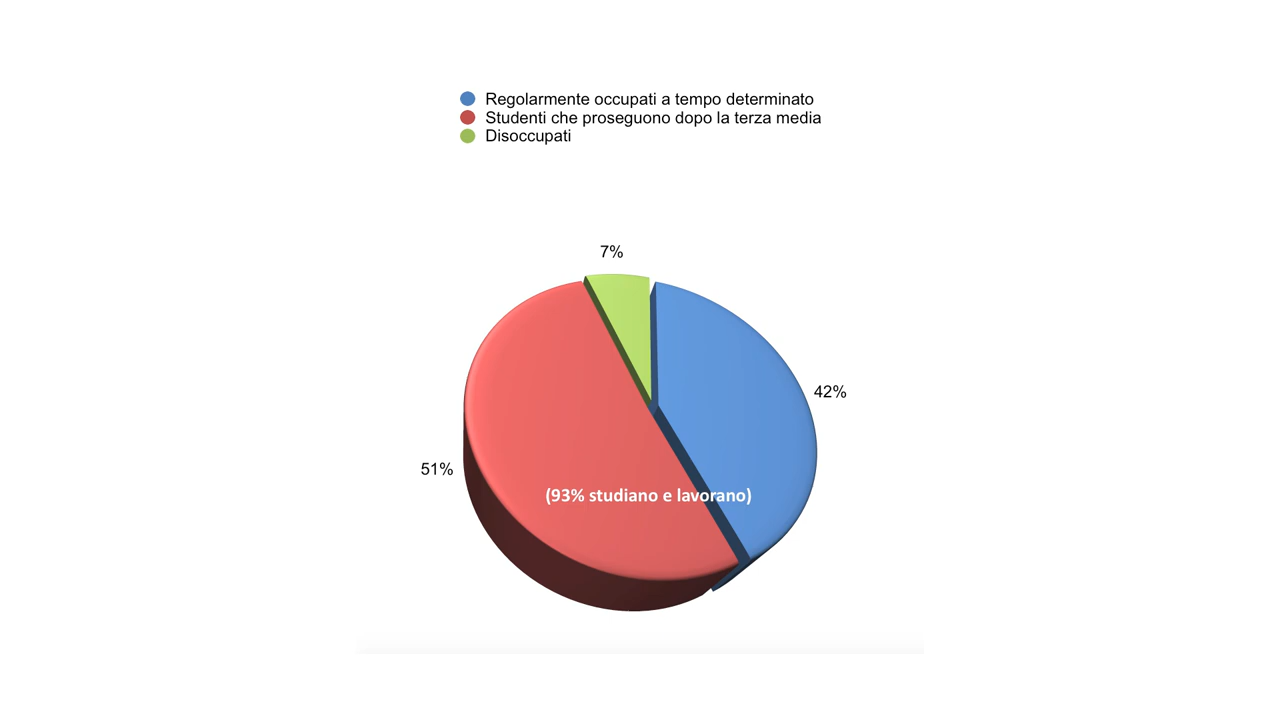 Regolarmente occupati a tempo determinato
Studenti che proseguono dopo la terza media
Disoccupati
7%
42%
51%
(93% studiano e lavorano)